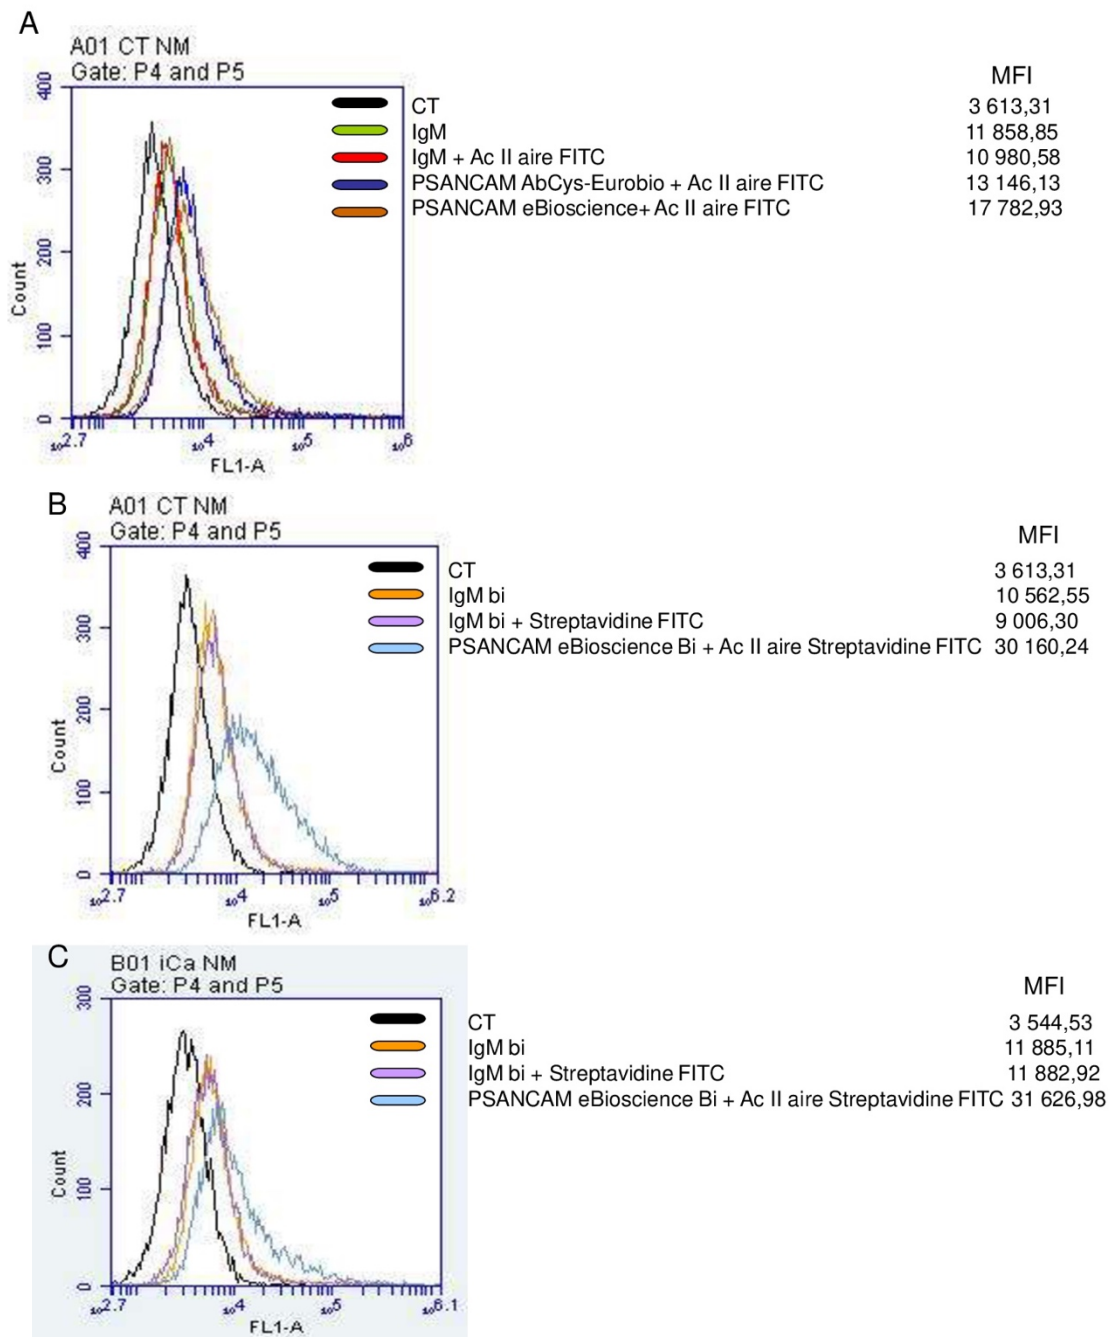 A
A01 CT NM
Gate: P4 and P5
MFI
CT 3 613,31
IgM 11 858,85
IgM + Ac II aire FITC 10 980,58
PSANCAM AbCys-Eurobio + Ac II aire FITC 13 146,13
PSANCAM eBioscience+ Ac II aire FITC 17 782,93
400
300
200
100
0
Count
10^2.7 10^4 10^5 10^6
FL1-A
B
A01 CT NM
Gate: P4 and P5
MFI
CT 3 613,31
IgM bi 10 562,55
IgM bi + Streptavidine FITC 9 006,30
PSANCAM eBioscience Bi + Ac II aire Streptavidine FITC 30 160,24
400
300
200
100
0
Count
10^2.7 10^4 10^5 10^6.2
FL1-A
C
B01 iCa NM
Gate: P4 and P5
MFI
CT 3 544,53
IgM bi 11 885,11
IgM bi + Streptavidine FITC 11 882,92
PSANCAM eBioscience Bi + Ac II aire Streptavidine FITC 31 626,98
300
200
100
0
Count
10^2.7 10^4 10^5 10^6.1
FL1-A